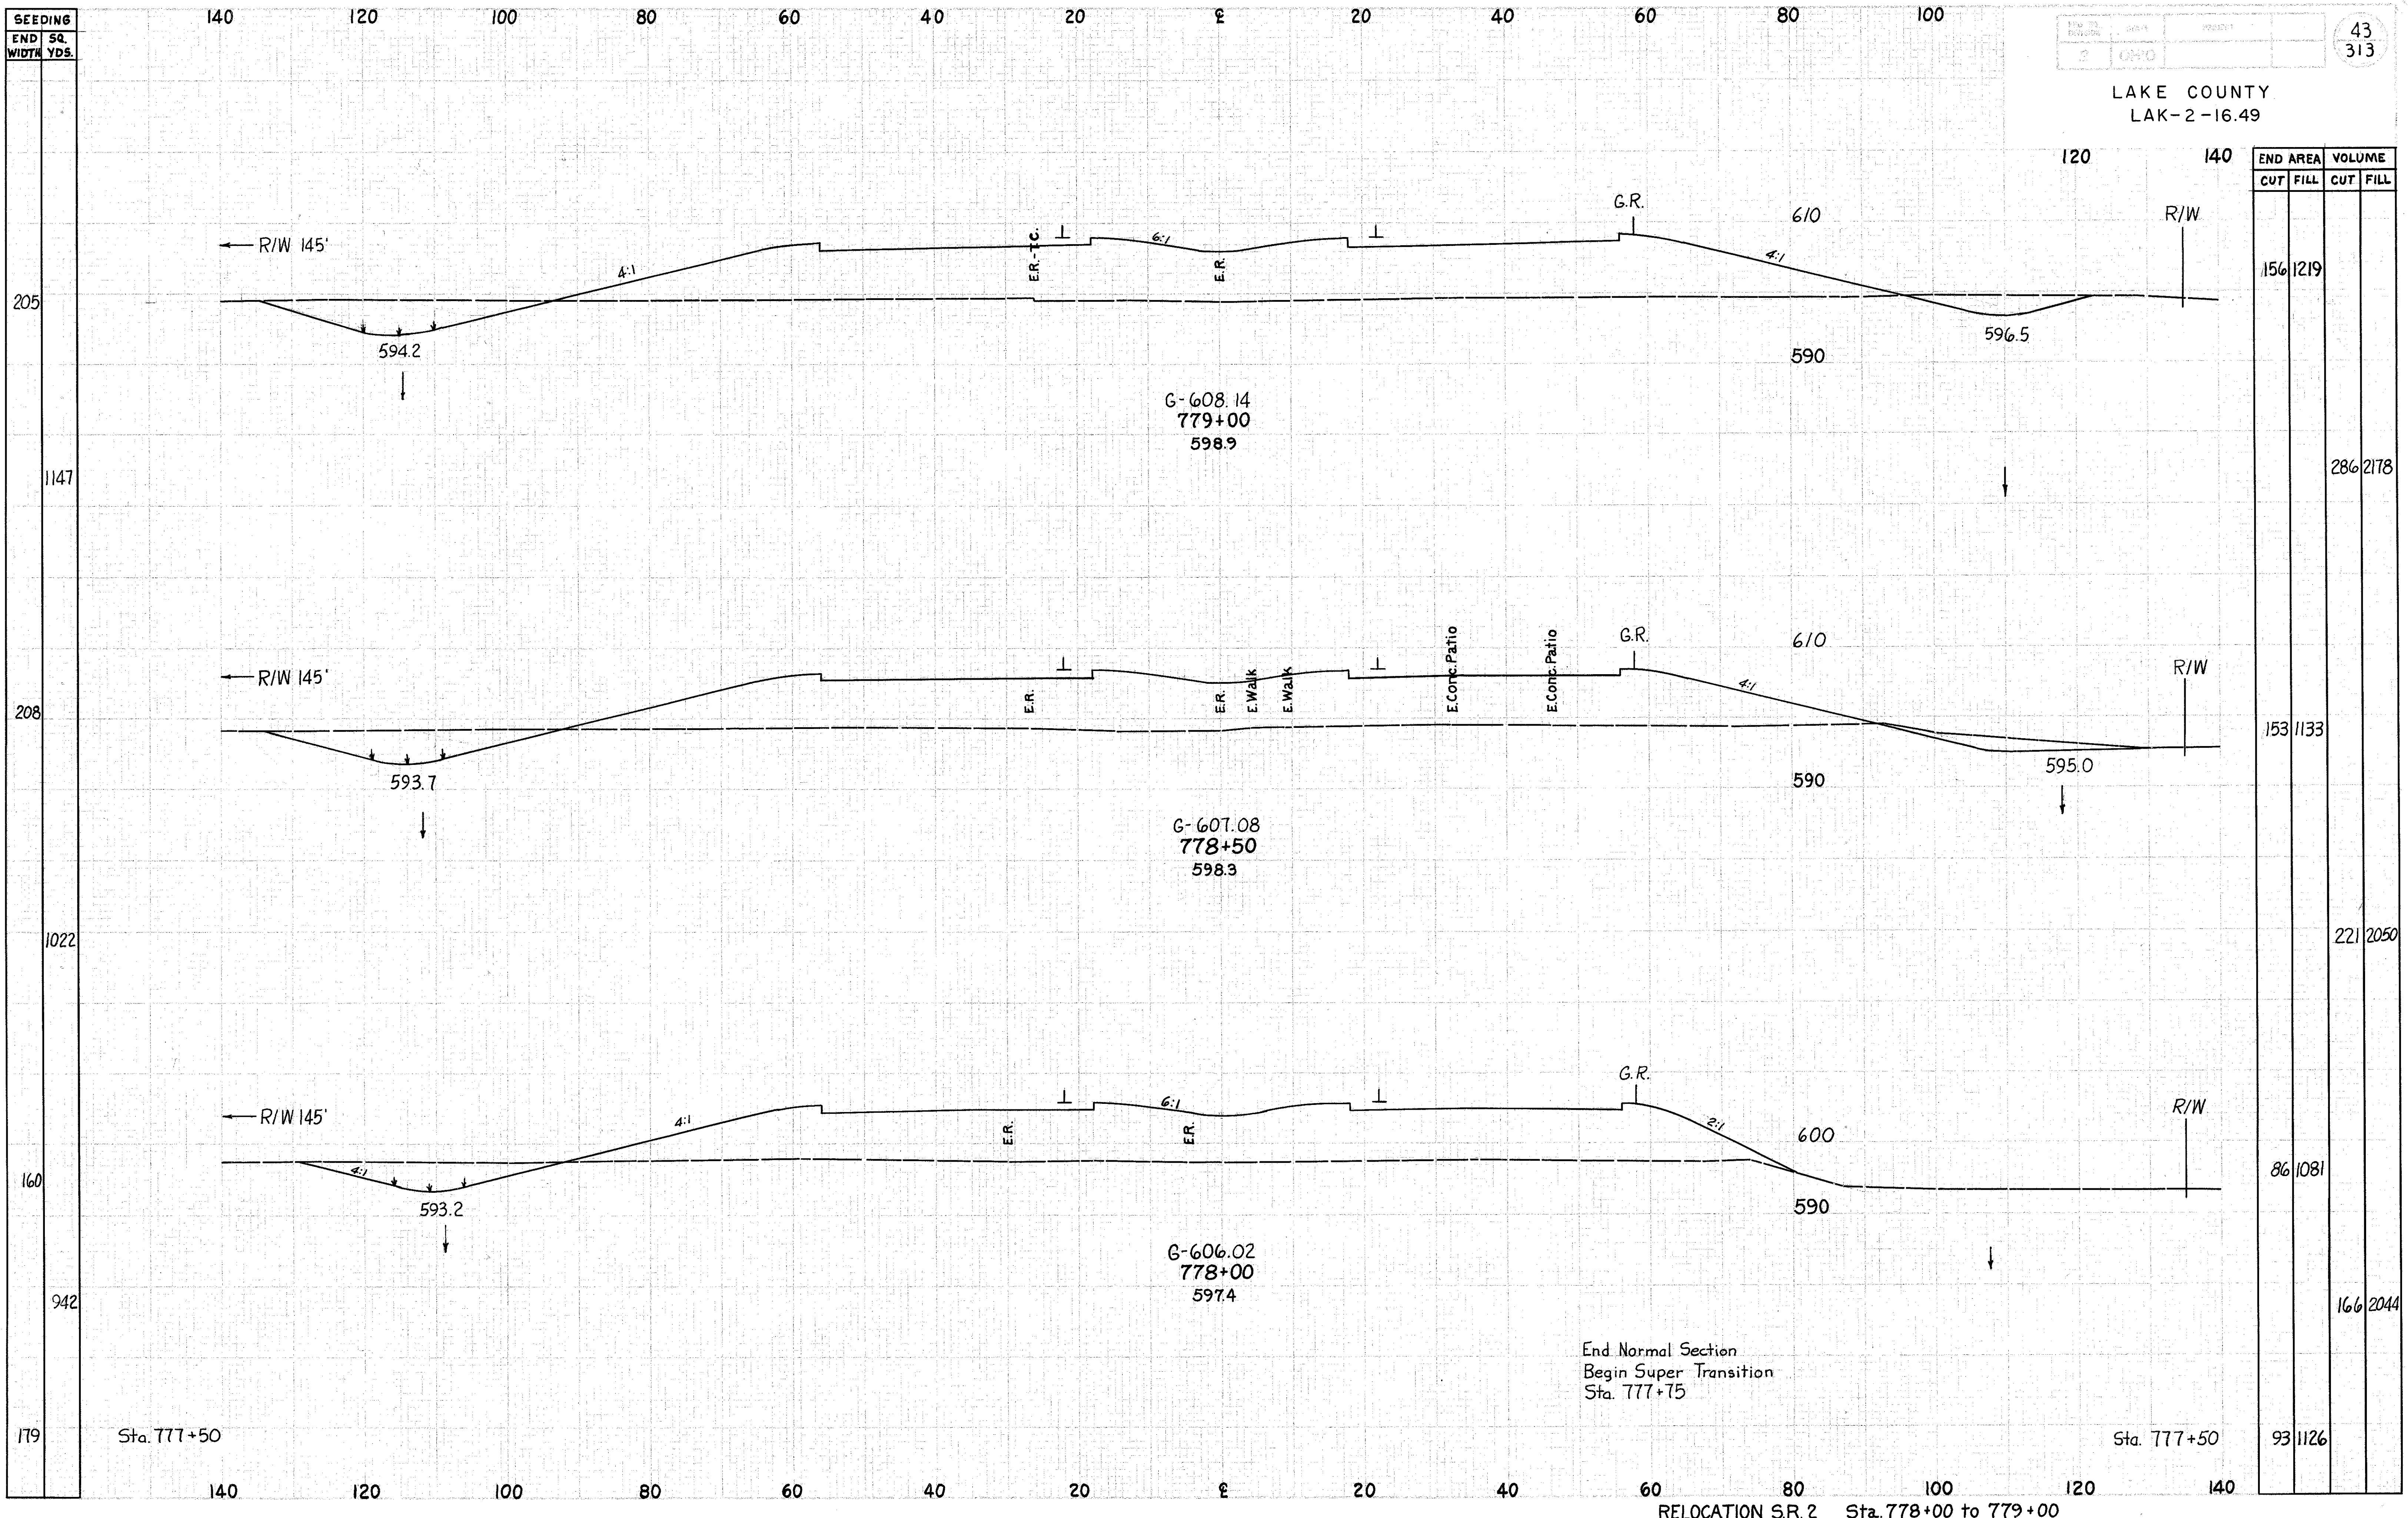 SEEDING
END WIDTH SQ. YDS.
140 120 100 80 60 40 20 ℄ 20 40 60 80 100
43
313
OHIO
LAKE COUNTY
LAK-2-16.49
120 140
END AREA VOLUME
CUT FILL CUT FILL
R/W 145'
4:1
E.R.-T.C.
6:1
E.R.
G.R.
610
4:1
R/W
156 1219
205
594.2
596.5
590
G-608.14
779+00
598.9
1147
286 2178
R/W 145'
E.R.
E.R.
E.Walk
E.Walk
E.Conc.Patio
E.Conc.Patio
G.R.
610
4:1
R/W
208
153 1133
593.7
595.0
590
G-607.08
778+50
598.3
1022
221 2050
R/W 145'
4:1
4:1
E.R.
6:1
E.R.
G.R.
2:1
600
R/W
160
86 1081
593.2
590
G-606.02
778+00
597.4
942
166 2044
End Normal Section
Begin Super Transition
Sta. 777+75
179 Sta. 777+50
Sta. 777+50 93 1126
140 120 100 80 60 40 20 ℄ 20 40 60 80 100 120 140
RELOCATION S.R. 2 Sta. 778+00 to 779+00